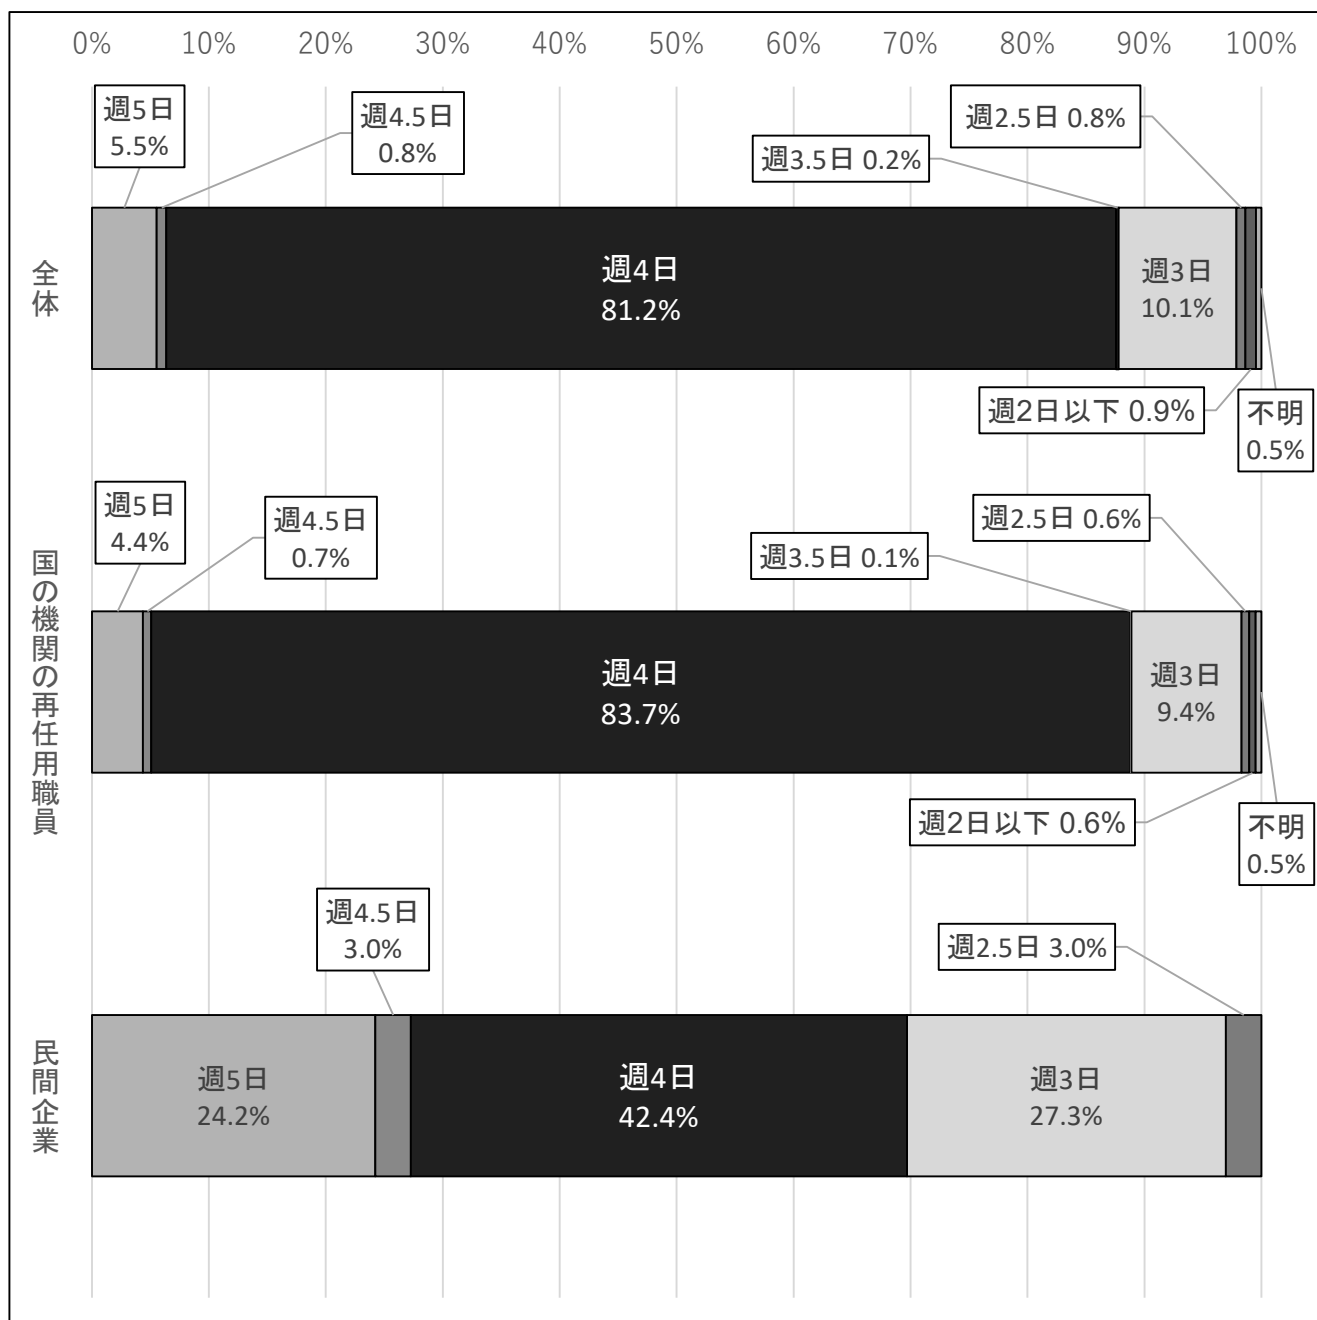 0% 10% 20% 30% 40% 50% 60% 70% 80% 90% 100%
全体
週5日
5.5%
週4.5日
0.8%
週4日
81.2%
週3.5日 0.2%
週3日
10.1%
週2.5日 0.8%
週2日以下 0.9%
不明
0.5%
国の機関の再任用職員
週5日
4.4%
週4.5日
0.7%
週4日
83.7%
週3.5日 0.1%
週3日
9.4%
週2.5日 0.6%
週2日以下 0.6%
不明
0.5%
民間企業
週5日
24.2%
週4.5日
3.0%
週4日
42.4%
週3日
27.3%
週2.5日 3.0%